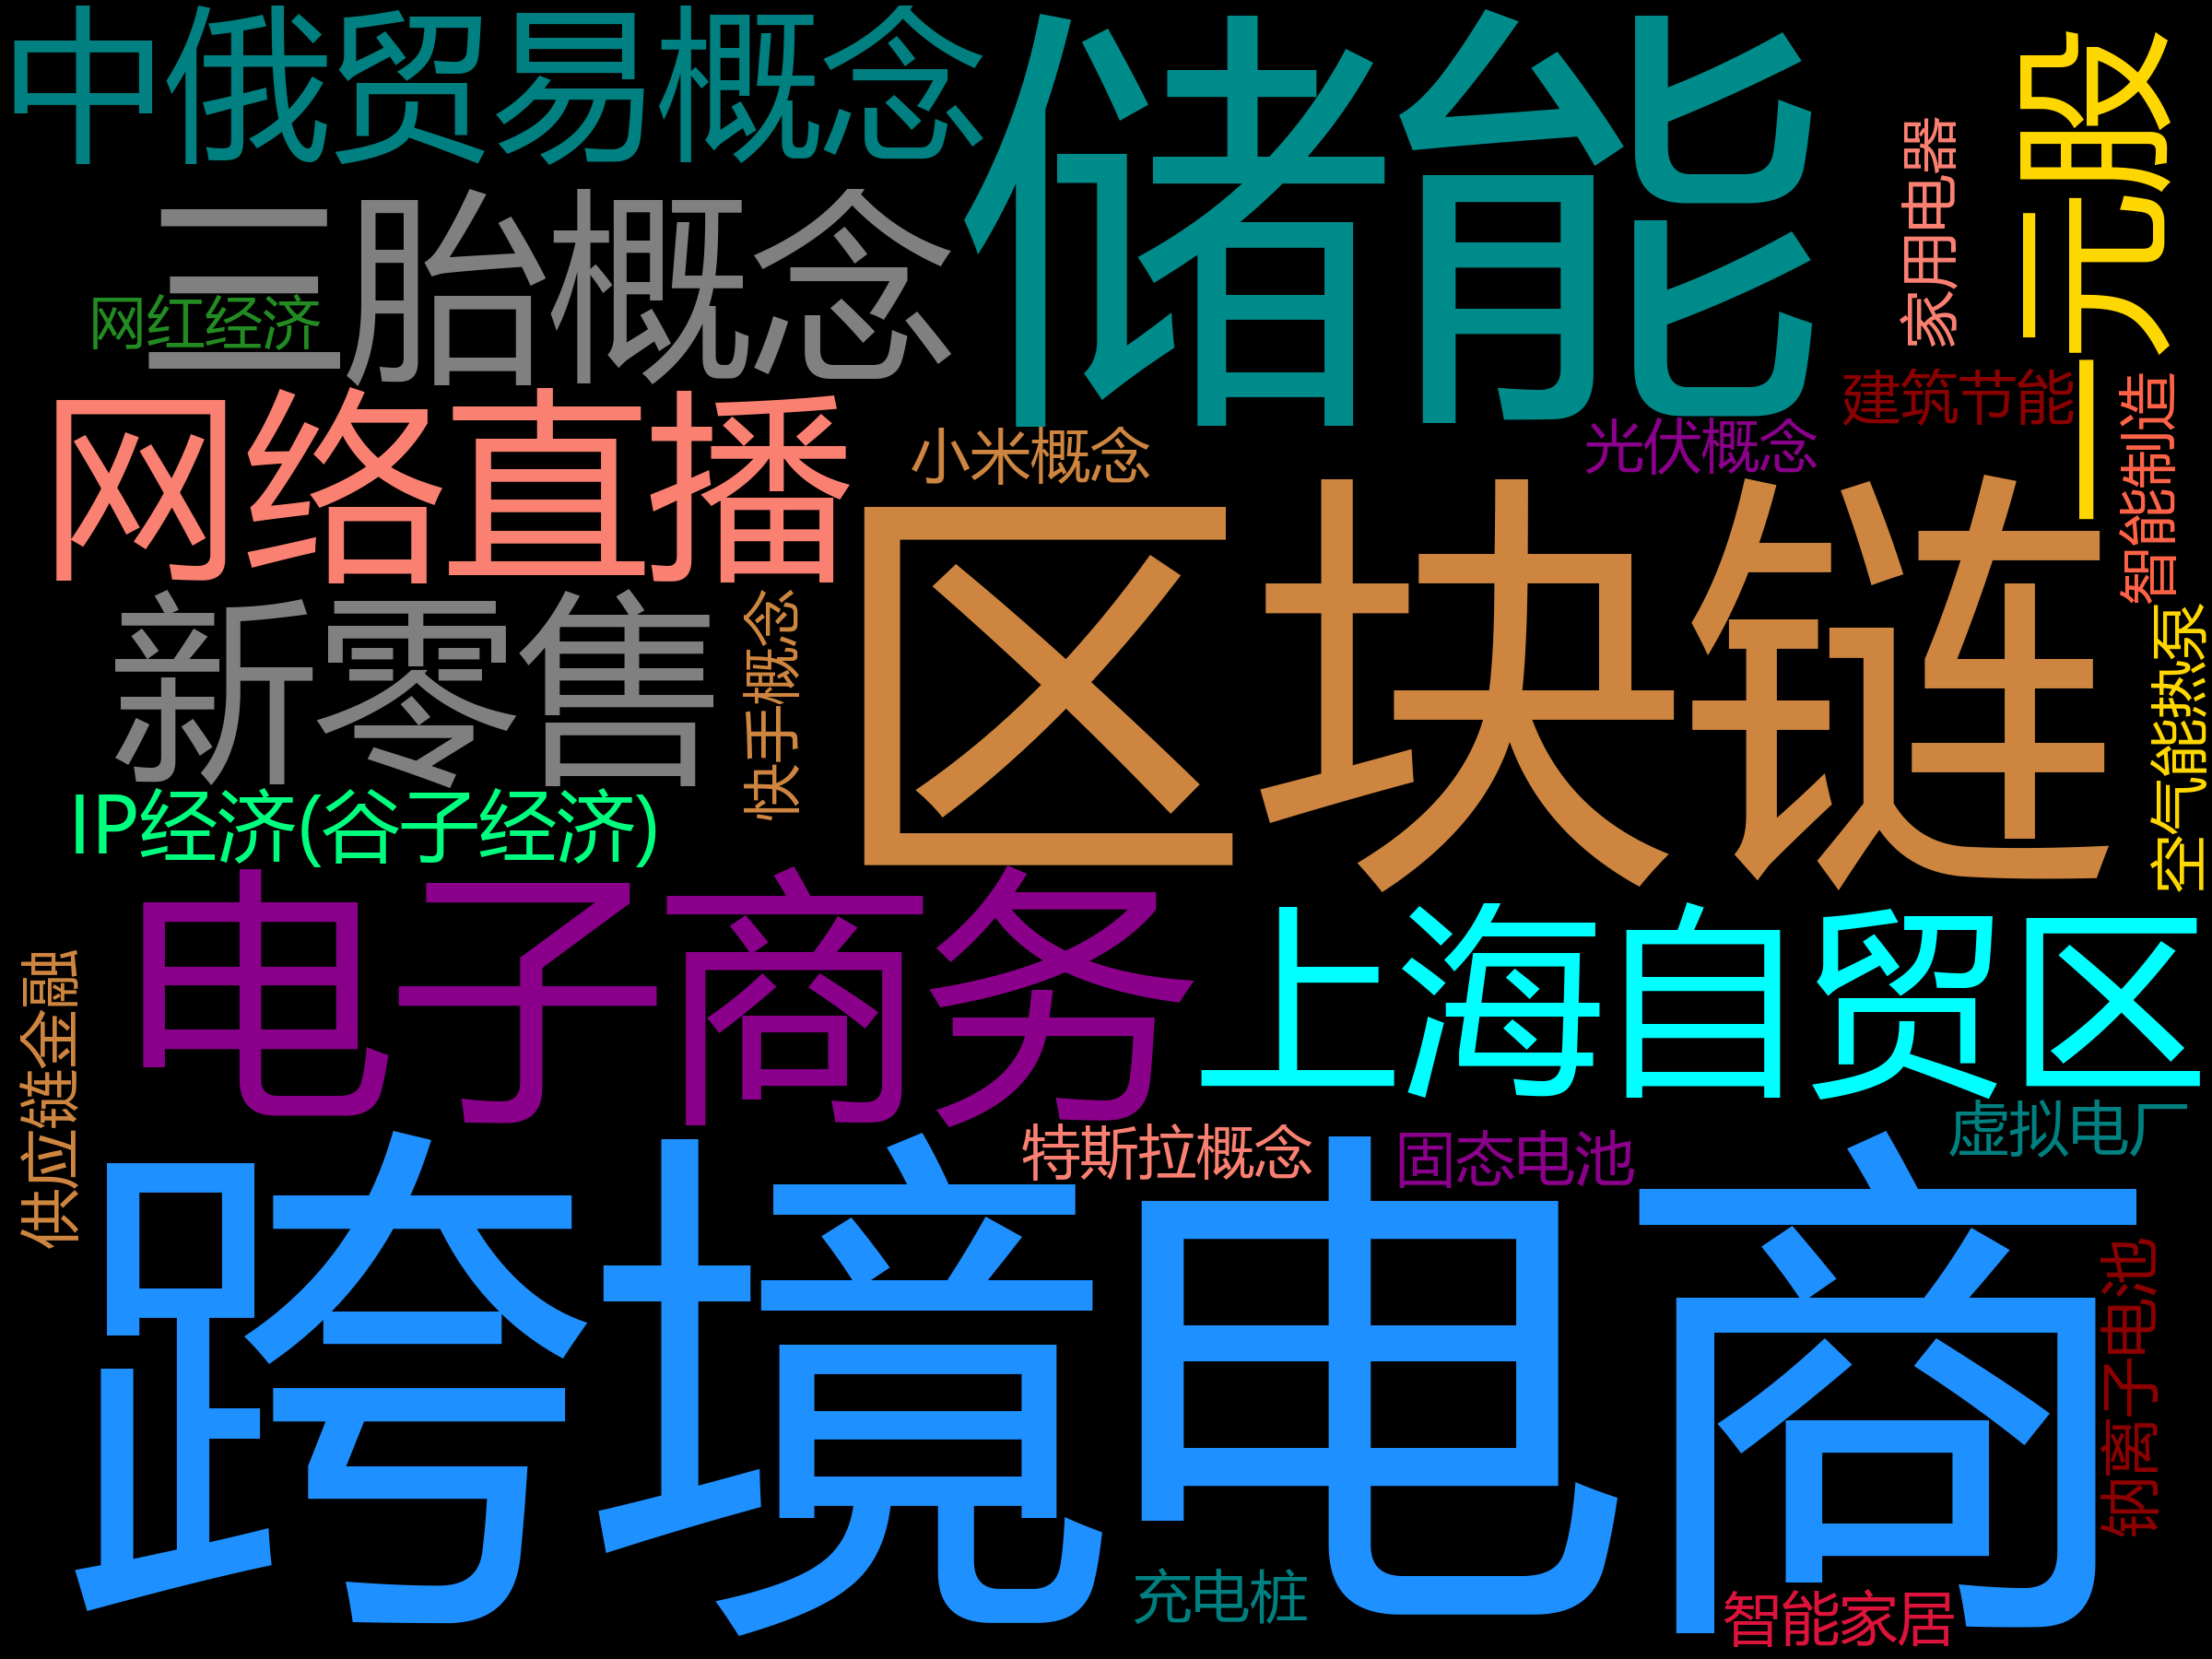 中俄贸易概念
储能
一元股
家用电器
三胎概念
网红经济
建筑节能
智能制造
网络直播
小米概念
光伏概念
区块链
新零售
快手概念
空气能热泵
IP经济(谷子经济)
电子商务
上海自贸区
供应链金融
特斯拉概念
固态电池
虚拟电厂
跨境电商
钠离子电池
充电桩
智能家居